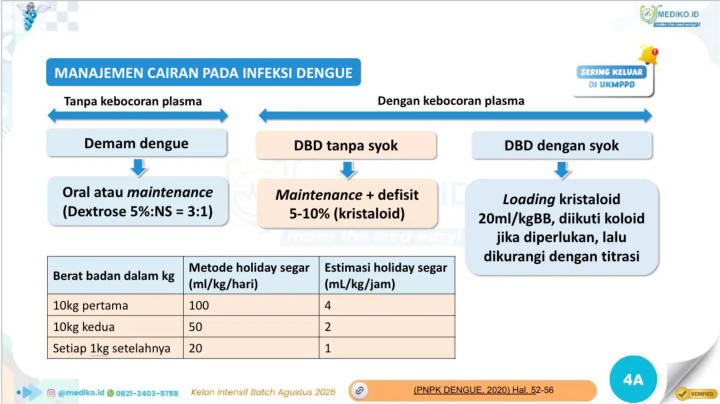 MEDIKO.ID
MANAJEMEN CAIRAN PADA INFEKSI DENGUE
SERING KELUAR
DI UKMPPD
Tanpa kebocoran plasma
Dengan kebocoran plasma
Demam dengue
DBD tanpa syok
DBD dengan syok
Oral atau maintenance
(Dextrose 5%:NS = 3:1)
Maintenance + defisit
5-10% (kristaloid)
Loading kristaloid
20ml/kgBB, diikuti koloid
jika diperlukan, lalu
dikurangi dengan titrasi
Berat badan dalam kg
Metode holiday segar
(ml/kg/hari)
Estimasi holiday segar
(mL/kg/jam)
10kg pertama 100 4
10kg kedua 50 2
Setiap 1kg setelahnya 20 1
@mediko.id 0821-3403-8758 Kelon Intensif Batch Agustus 2026
(PNPK DENGUE, 2020) Hal. 52-56
4A
VERIFIED